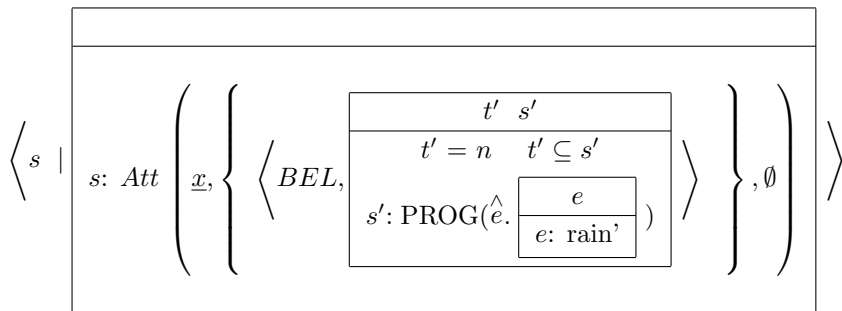 t′ s′
t′ = n t′ ⊆ s′
⟨ s | s: Att ( x, { ⟨ BEL, s′: PROG(^e. e ) ⟩ } , ∅ ) ⟩
e: rain’